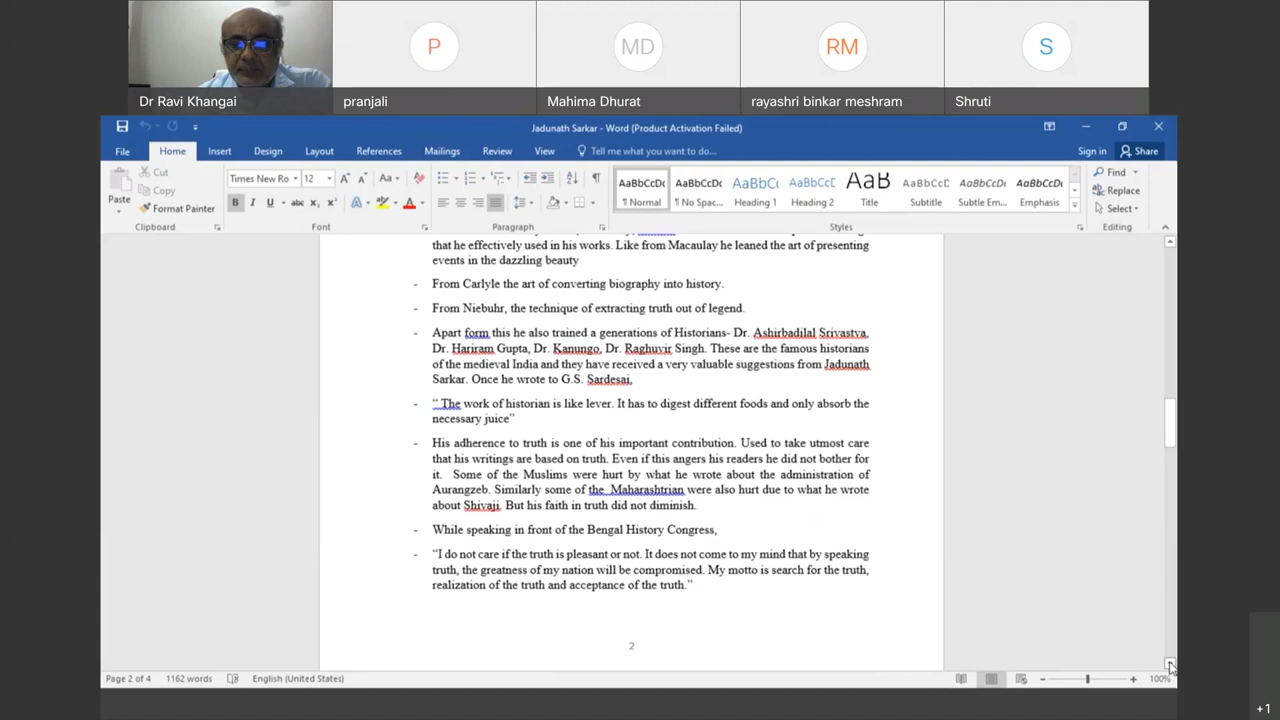 P
MD
RM
S
Dr Ravi Khangai
pranjali
Mahima Dhurat
rayashri binkar meshram
Shruti
Jadunath Sarkar - Word (Product Activation Failed)
File Home Insert Design Layout References Mailings Review View Tell me what you want to do... Sign in Share
Paste
Cut
Copy
Format Painter
Clipboard
Times New Ro 12
Font
Paragraph
AaBbCcDc AaBbCcDc AaBbC AaBbCcD AaB AaBbCcD AaBbCcDt AaBbCcDt
¶ Normal ¶ No Spac... Heading 1 Heading 2 Title Subtitle Subtle Em... Emphasis
Styles
Find
Replace
Select
Editing
that he effectively used in his works. Like from Macaulay he leaned the art of presenting
events in the dazzling beauty
- From Carlyle the art of converting biography into history.
- From Niebuhr, the technique of extracting truth out of legend.
- Apart form this he also trained a generations of Historians- Dr. Ashirbadilal Srivastva,
Dr. Hariram Gupta, Dr. Kanungo, Dr. Raghuvir Singh. These are the famous historians
of the medieval India and they have received a very valuable suggestions from Jadunath
Sarkar. Once he wrote to G.S. Sardesai,
- “ The work of historian is like lever. It has to digest different foods and only absorb the
necessary juice”
- His adherence to truth is one of his important contribution. Used to take utmost care
that his writings are based on truth. Even if this angers his readers he did not bother for
it. Some of the Muslims were hurt by what he wrote about the administration of
Aurangzeb. Similarly some of the Maharashtrian were also hurt due to what he wrote
about Shivaji. But his faith in truth did not diminish.
- While speaking in front of the Bengal History Congress,
- “I do not care if the truth is pleasant or not. It does not come to my mind that by speaking
truth, the greatness of my nation will be compromised. My motto is search for the truth,
realization of the truth and acceptance of the truth.”
2
Page 2 of 4 1162 words English (United States) 100%
+1